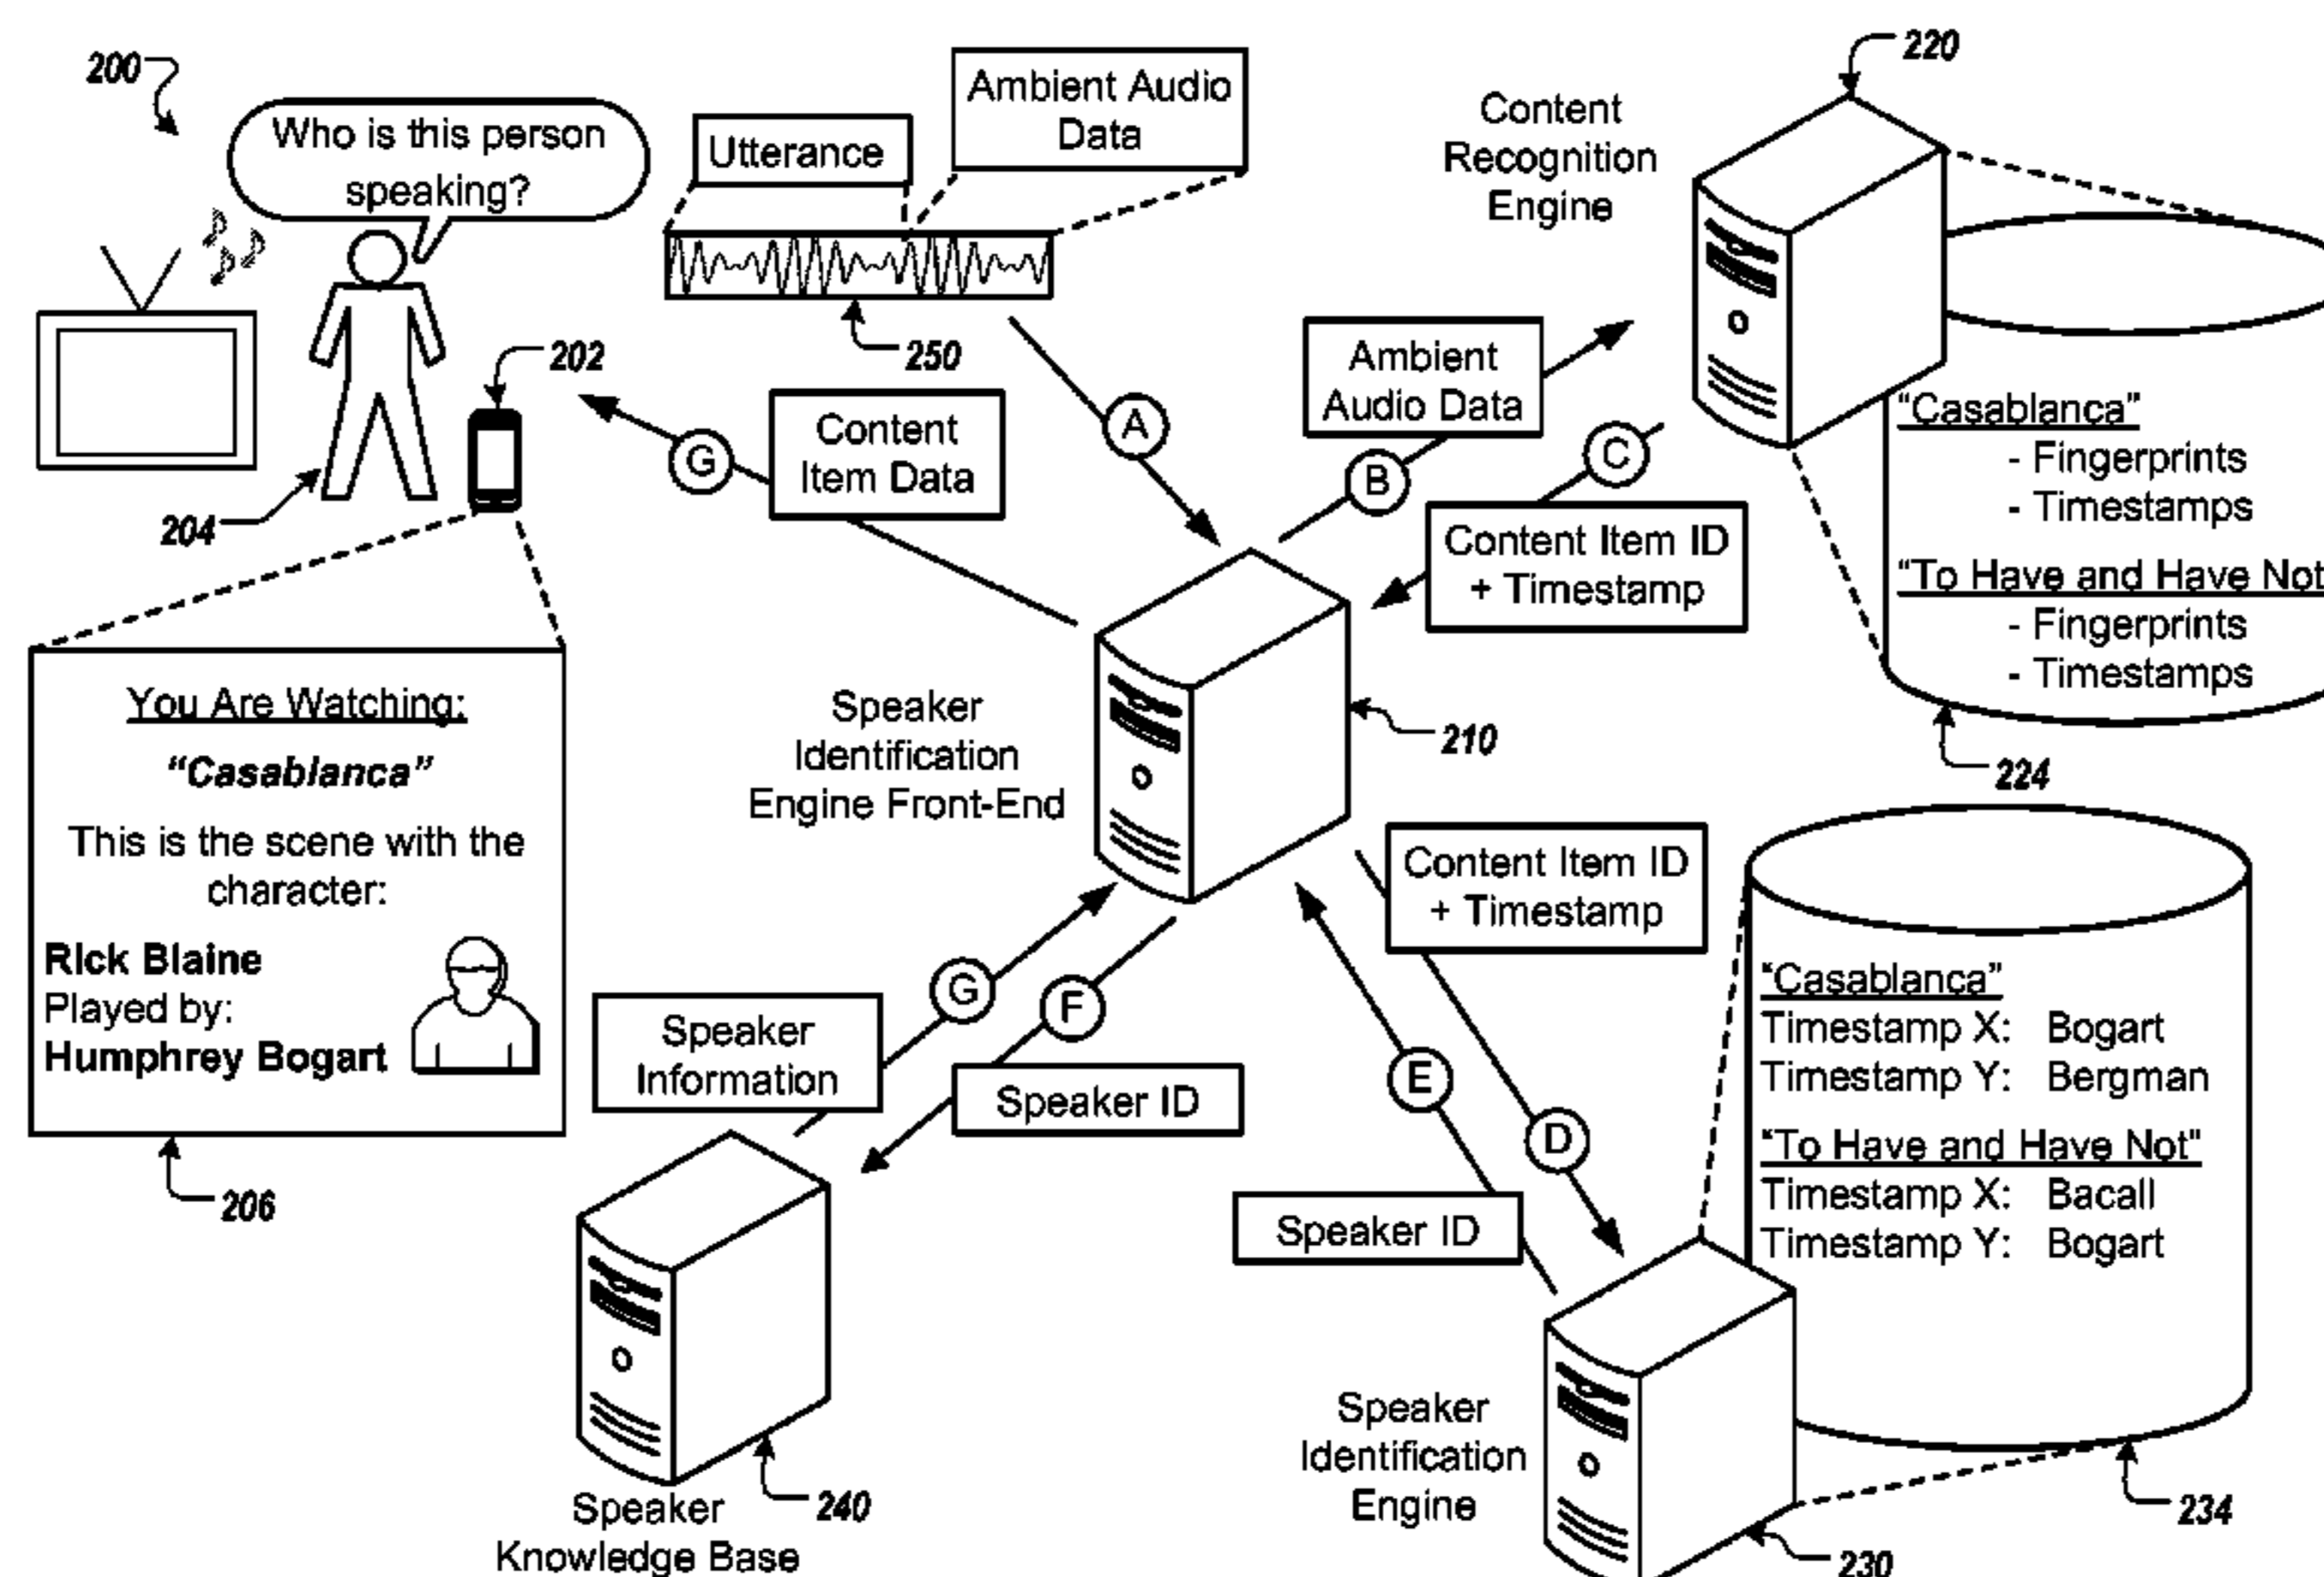 200
Who is this person
speaking?
Utterance
Ambient Audio
Data
250
202
204
Content
Recognition
Engine
220
Ambient
Audio Data
A
B
C
G
Content
Item Data
Content Item ID
+ Timestamp
"Casablanca"
- Fingerprints
- Timestamps
"To Have and Have Not
- Fingerprints
- Timestamps
224
You Are Watching:
"Casablanca"
This is the scene with the
character:
Rick Blaine
Played by:
Humphrey Bogart
206
Speaker
Identification
Engine Front-End
210
Content Item ID
+ Timestamp
G
F
E
D
Speaker
Information
Speaker ID
Speaker ID
"Casablanca"
Timestamp X: Bogart
Timestamp Y: Bergman
"To Have and Have Not"
Timestamp X: Bacall
Timestamp Y: Bogart
234
Speaker
Knowledge Base
240
Speaker
Identification
Engine
230